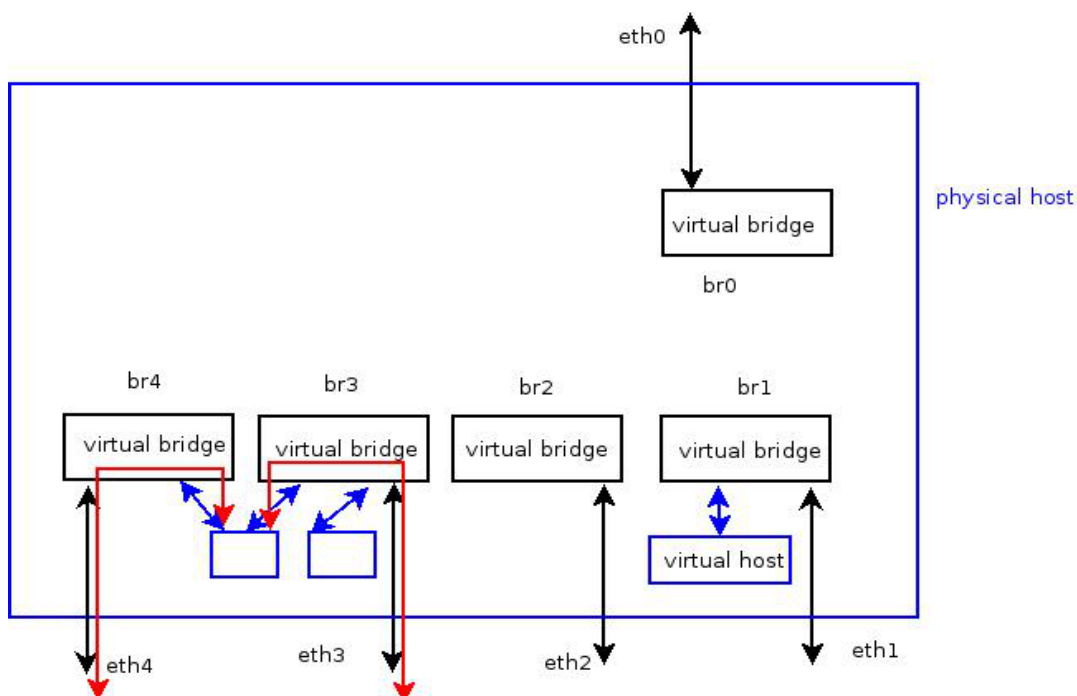 eth0
physical host
virtual bridge
br0
br4
br3
br2
br1
virtual bridge
virtual bridge
virtual bridge
virtual bridge
virtual host
eth4
eth3
eth2
eth1